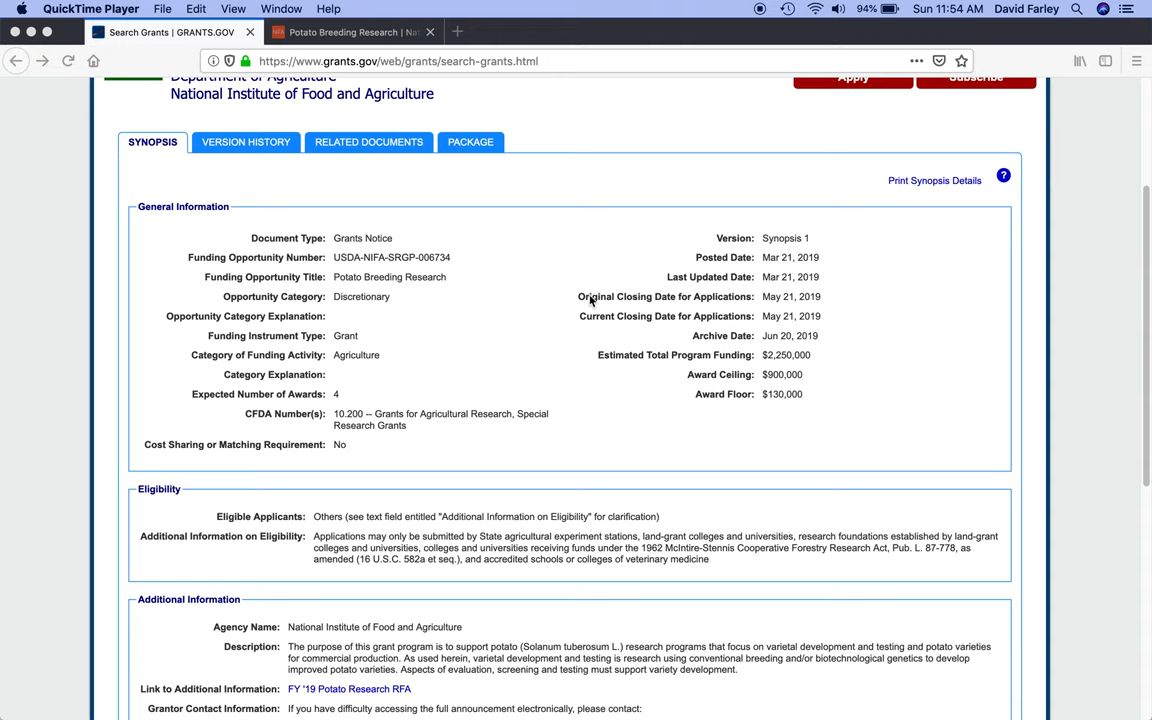 QuickTime Player File Edit View Window Help 94% Sun 11:54 AM David Farley
Search Grants | GRANTS.GOV Potato Breeding Research | Nat
https://www.grants.gov/web/grants/search-grants.html
Department of Agriculture
National Institute of Food and Agriculture
Apply Subscribe
SYNOPSIS VERSION HISTORY RELATED DOCUMENTS PACKAGE
Print Synopsis Details ?
General Information
Document Type: Grants Notice
Funding Opportunity Number: USDA-NIFA-SRGP-006734
Funding Opportunity Title: Potato Breeding Research
Opportunity Category: Discretionary
Opportunity Category Explanation:
Funding Instrument Type: Grant
Category of Funding Activity: Agriculture
Category Explanation:
Expected Number of Awards: 4
CFDA Number(s): 10.200 -- Grants for Agricultural Research, Special
Research Grants
Cost Sharing or Matching Requirement: No
Version: Synopsis 1
Posted Date: Mar 21, 2019
Last Updated Date: Mar 21, 2019
Original Closing Date for Applications: May 21, 2019
Current Closing Date for Applications: May 21, 2019
Archive Date: Jun 20, 2019
Estimated Total Program Funding: $2,250,000
Award Ceiling: $900,000
Award Floor: $130,000
Eligibility
Eligible Applicants: Others (see text field entitled "Additional Information on Eligibility" for clarification)
Additional Information on Eligibility: Applications may only be submitted by State agricultural experiment stations, land-grant colleges and universities, research foundations established by land-grant
colleges and universities, colleges and universities receiving funds under the 1962 McIntire-Stennis Cooperative Forestry Research Act, Pub. L. 87-778, as
amended (16 U.S.C. 582a et seq.), and accredited schools or colleges of veterinary medicine
Additional Information
Agency Name: National Institute of Food and Agriculture
Description: The purpose of this grant program is to support potato (Solanum tuberosum L.) research programs that focus on varietal development and testing and potato varieties
for commercial production. As used herein, varietal development and testing is research using conventional breeding and/or biotechnological genetics to develop
improved potato varieties. Aspects of evaluation, screening and testing must support variety development.
Link to Additional Information: FY '19 Potato Research RFA
Grantor Contact Information: If you have difficulty accessing the full announcement electronically, please contact: